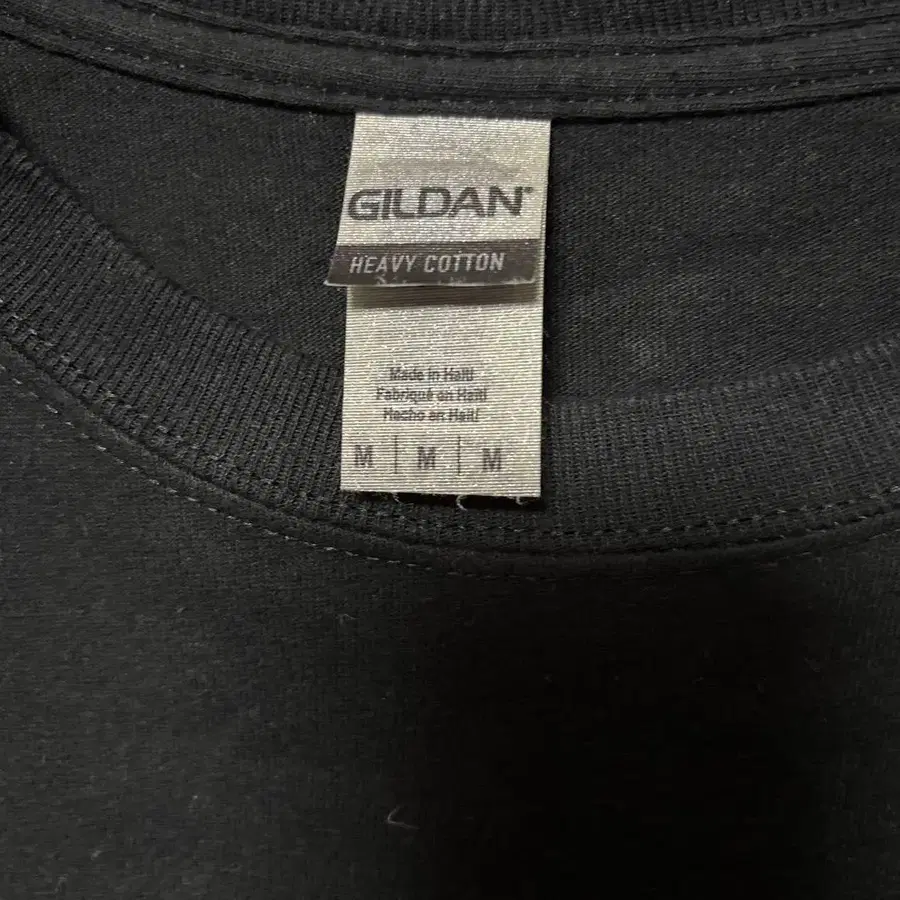 GILDAN
HEAVY COTTON
Made in Haiti
Fabriqué en Haïti
Hecho en Haití
M | M | M